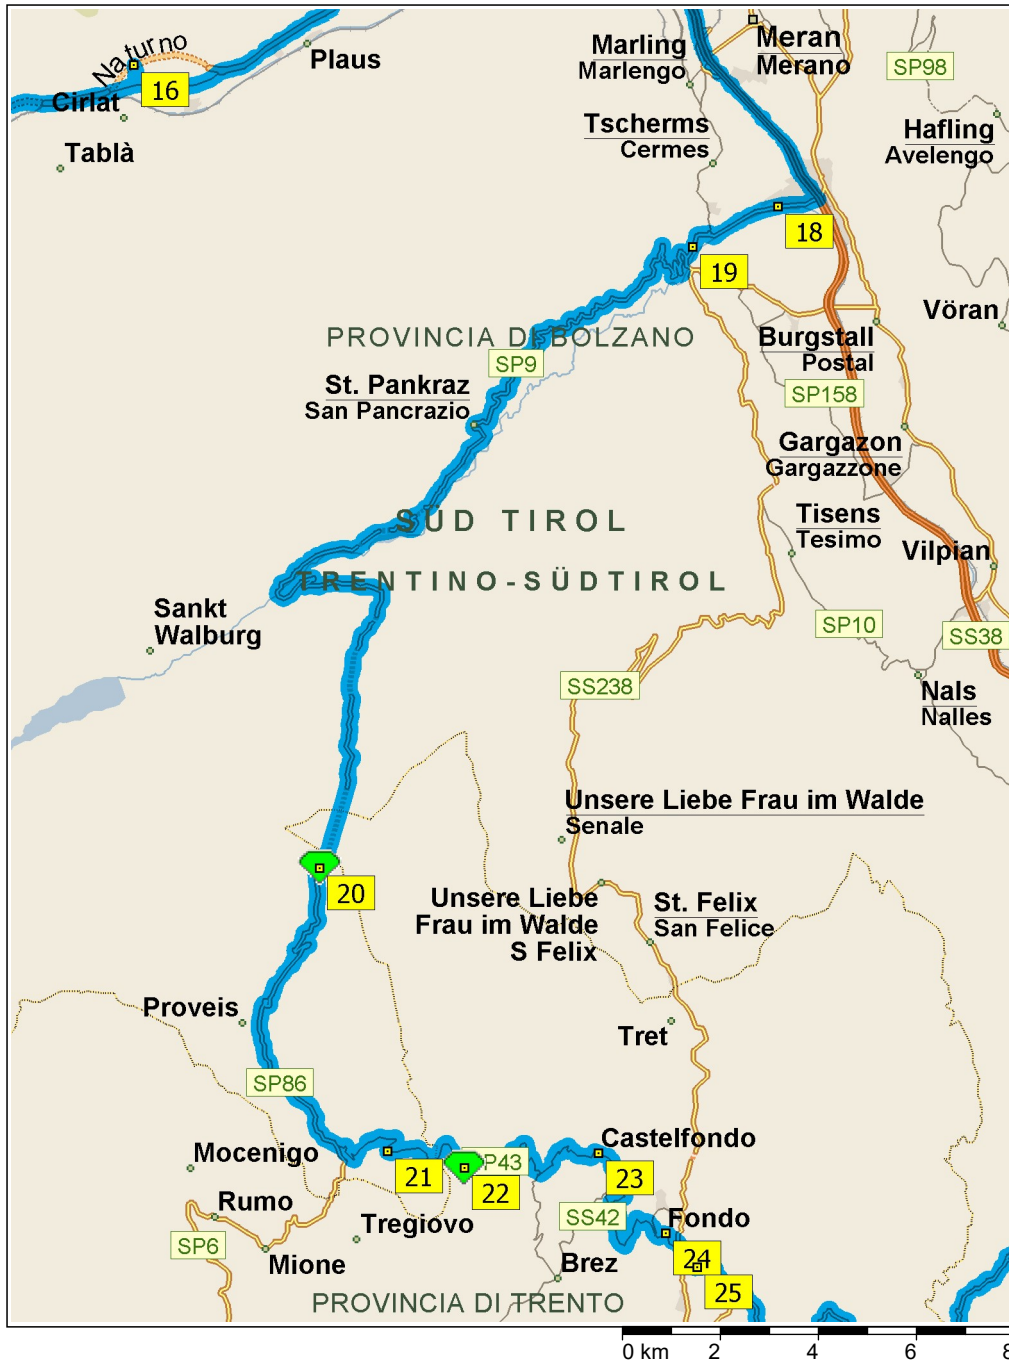 Naturno
Plaus
16
Cirlat
Tablà
Marling
Marlengo
Meran
Merano
SP98
Tscherms
Cermes
Hafling
Avelengo
18
19
Vöran
PROVINCIA DI BOLZANO
SP9
Burgstall
Postal
St. Pankraz
San Pancrazio
SP158
Gargazon
Gargazzone
SÜD TIROL
Tisens
Tesimo
Vilpian
TRENTINO-SÜDTIROL
Sankt
Walburg
SP10
SS38
SS238
Nals
Nalles
Unsere Liebe Frau im Walde
Senale
20
Unsere Liebe
Frau im Walde
S Felix
St. Felix
San Felice
Proveis
Tret
SP86
Castelfondo
Mocenigo
21
P43
22
23
Rumo
Tregiovo
SS42
Fondo
SP6
Mione
Brez
24
25
PROVINCIA DI TRENTO
0 km 2 4 6 8